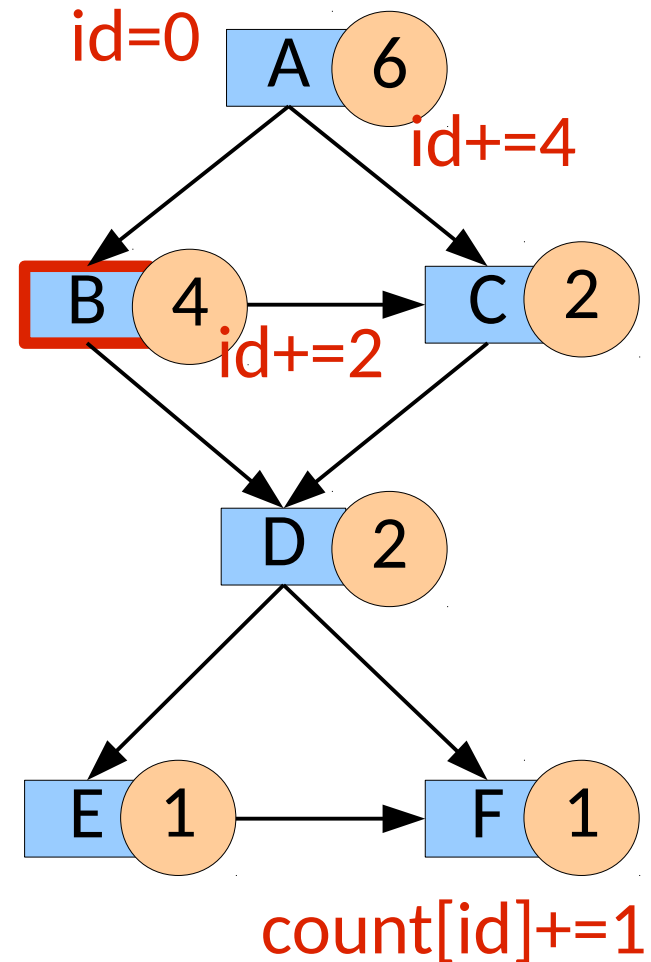 id=0
A 6
id+=4
B 4
C 2
id+=2
D 2
E 1
F 1
count[id]+=1